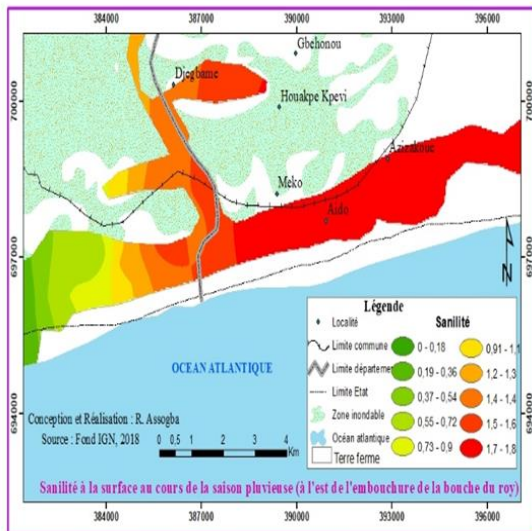 384000 387000 390000 393000 396000
Gbehonou
Djegbame
Houakpe Kpevi
Azizakoue
Meko
Aido
700000
697000
694000
700000
697000
694000
N
OCEAN ATLANTIQUE
Légende
Localité
Limite commune
Limite départemen
Limite Etat
Zone inondable
Océan atlantique
Terre ferme
Sanilité
0 - 0,18
0,19 - 0,36
0,37 - 0,54
0,55 - 0,72
0,73 - 0,9
0,91 - 1,1
1,2 - 1,3
1,4 - 1,4
1,5 - 1,6
1,7 - 1,8
Conception et Réalisation : R. Assogba
Source : Fond IGN, 2018
0 0,5 1 2 3 4
Km
Sanilité à la surface au cours de la saison pluvieuse (à l'est de l'embouchure de la bouche du roy)
384000 387000 390000 393000 396000